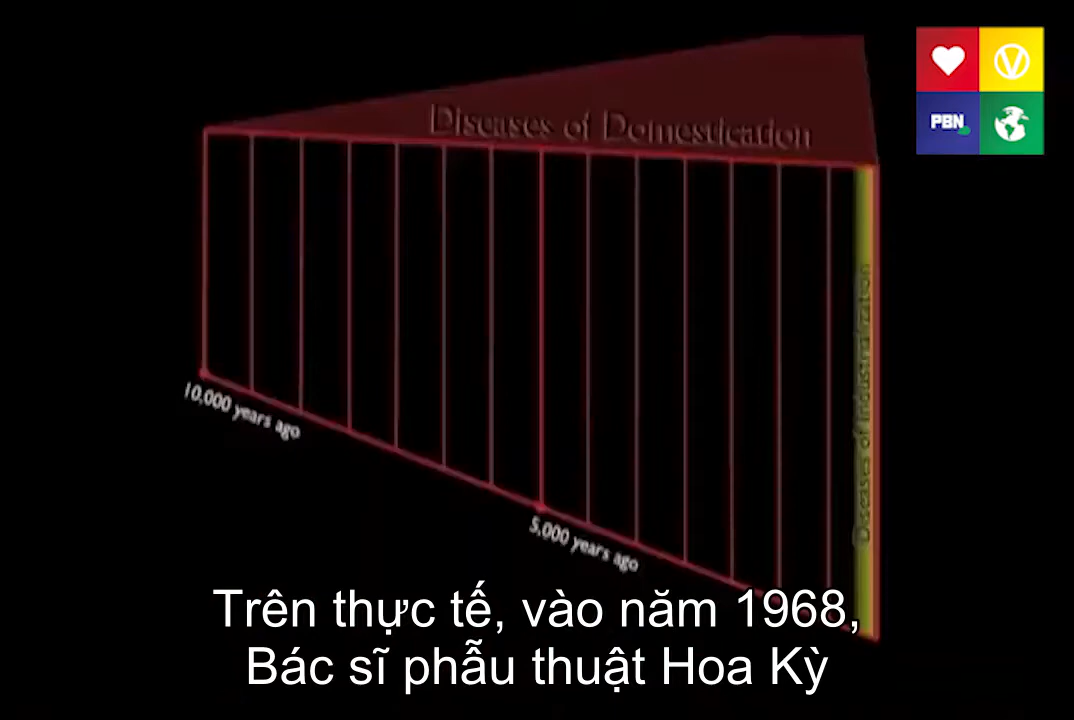 Diseases of Domestication
PBN
Diseases of Industrialization
10,000 years ago
5,000 years ago
Trên thực tế, vào năm 1968,
Bác sĩ phẫu thuật Hoa Kỳ